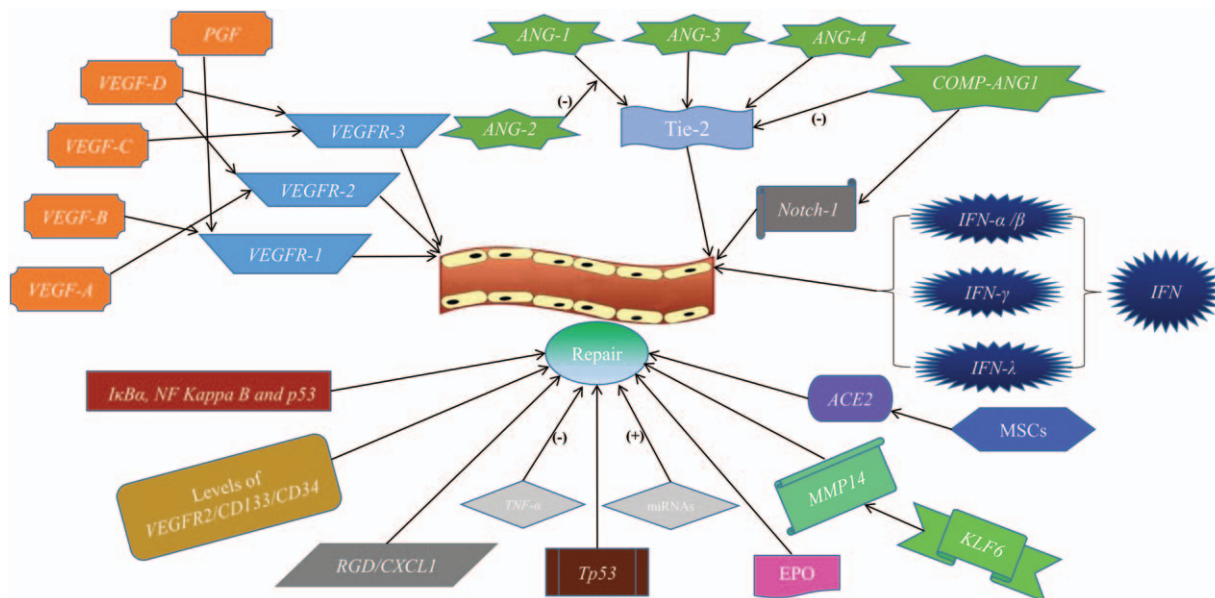 PGF
ANG-1
ANG-3
ANG-4
VEGF-D
COMP-ANG1
(-)
VEGFR-3
ANG-2
Tie-2
(-)
VEGF-C
VEGFR-2
Notch-1
VEGF-B
IFN-α /β
VEGFR-1
VEGF-A
IFN-γ
IFN
Repair
IFN-λ
IκBα, NF Kappa B and p53
ACE2
MSCs
(-)
(+)
Levels of
VEGFR2/CD133/CD34
MMP14
TNF-α
miRNAs
KLF6
RGD/CXCL1
Tp53
EPO